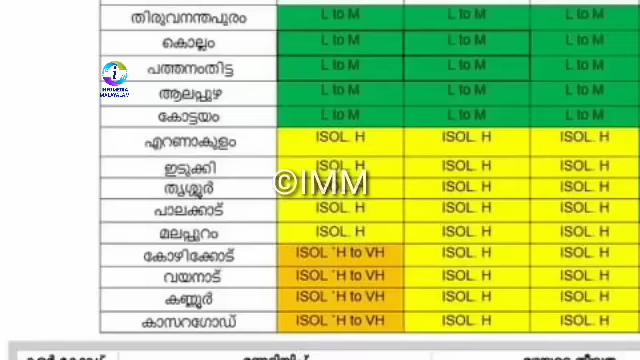 തിരുവനന്തപുരം L to M L to M L to M
കൊല്ലം L to M L to M L to M
പത്തനംതിട്ട L to M L to M L to M
ആലപ്പുഴ L to M L to M L to M
കോട്ടയം L to M L to M L to M
എറണാകുളം ISOL. H ISOL. H ISOL. H
ഇടുക്കി ISOL. H ISOL. H ISOL. H
തൃശ്ശൂർ ISOL. H ISOL. H
പാലക്കാട് ISOL. H ISOL. H ISOL. H
മലപ്പുറം ISOL. H ISOL. H ISOL. H
കോഴിക്കോട് ISOL `H to VH ISOL. H ISOL. H
വയനാട് ISOL `H to VH ISOL. H ISOL. H
കണ്ണൂർ ISOL `H to VH ISOL. H ISOL. H
കാസറഗോഡ് ISOL `H to VH ISOL. H ISOL. H
INFOMETRA
MALAYALAM
©IMM